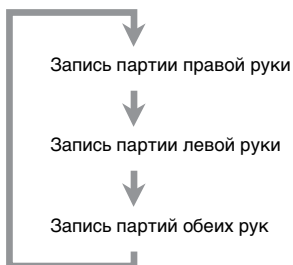 Запись партии правой руки
Запись партии левой руки
Запись партий обеих рук